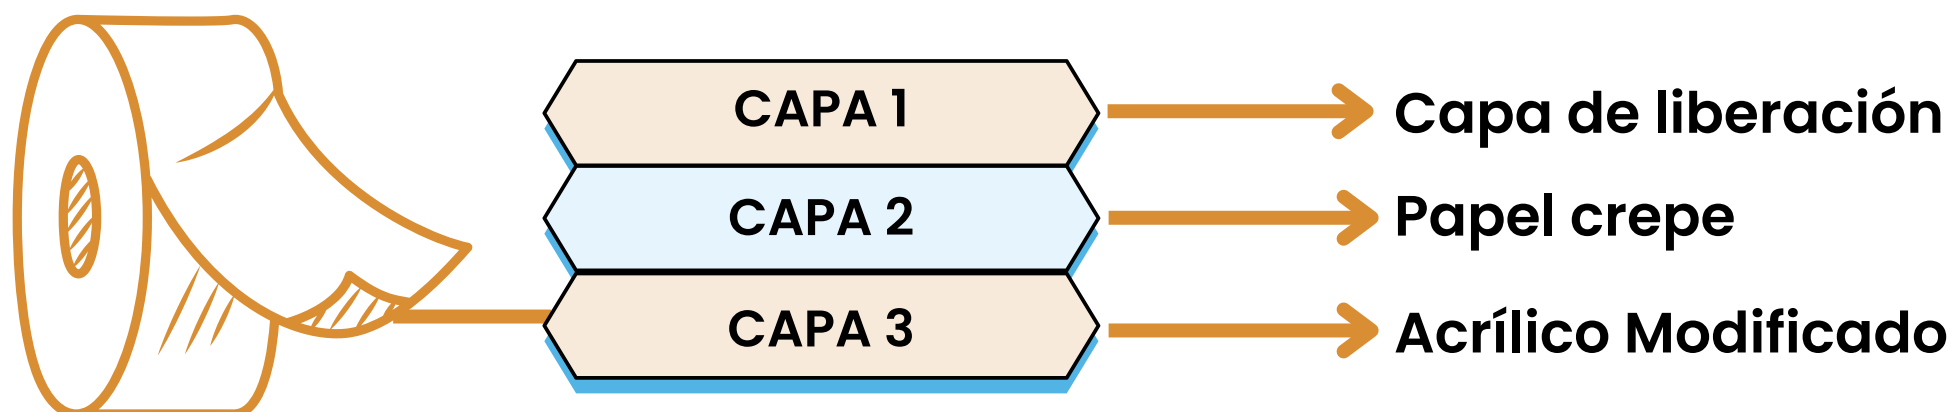 CAPA 1
Capa de liberación
CAPA 2
Papel crepe
CAPA 3
Acrílico Modificado